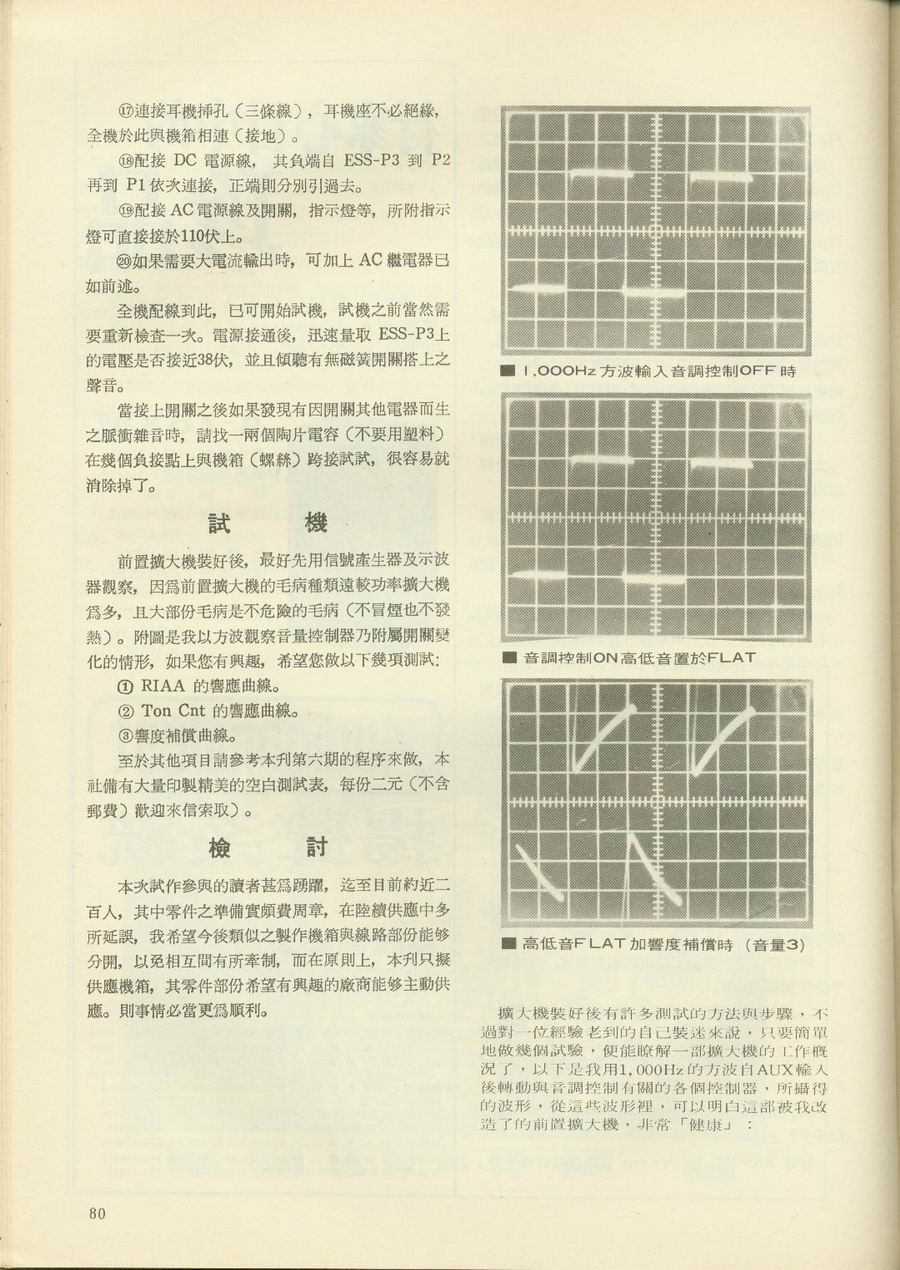 ⑰連接耳機揷孔（三條線），耳機座不必絕緣，
全機於此與機箱相連（接地）。
⑱配接 DC 電源線， 其負端自 ESS-P3 到 P2
再到 P1 依次連接，正端則分別引過去。
⑲配接 AC 電源線及開關，指示燈等，所附指示
燈可直接接於110伏上。
⑳如果需要大電流輸出時，可加上 AC 繼電器已
如前述。
全機配線到此，已可開始試機，試機之前當然需
要重新檢查一次。電源接通後，迅速量取 ESS-P3上
的電壓是否接近38伏，並且傾聽有無磁簧開關搭上之
聲音。
當接上開關之後如果發現有因開關其他電器而生
之脈衝雜音時，請找一兩個陶片電容（不要用塑料）
在幾個負接點上與機箱（螺絲）跨接試試，很容易就
消除掉了。
試　機
前置擴大機裝好後，最好先用信號產生器及示波
器觀察，因爲前置擴大機的毛病種類遠較功率擴大機
爲多，且大部份毛病是不危險的毛病（不冒煙也不發
熱）。附圖是我以方波觀察音量控制器乃附屬開關變
化的情形，如果您有興趣，希望您做以下幾項測試：
① RIAA 的響應曲線。
② Ton Cnt 的響應曲線。
③響度補償曲線。
至於其他項目請參考本刋第六期的程序來做，本
社備有大量印製精美的空白測試表，每份二元（不含
郵費）歡迎來信索取）。
檢　討
本次試作參與的讀者甚爲踴躍，迄至目前約近二
百人，其中零件之準備實頗費周章，在陸續供應中多
所延誤，我希望今後類似之製作機箱與線路部份能够
分開，以免相互間有所牽制，而在原則上，本刋只擬
供應機箱，其零件部份希望有興趣的廠商能够主動供
應。則事情必當更爲順利。
■ 1,000Hz 方波輸入音調控制OFF 時
■ 音調控制ON高低音置於FLAT
■ 高低音FLAT 加響度補償時（音量3）
擴大機裝好後有許多測試的方法與步驟，不
過對一位經驗老到的自己裝迷來說，只要簡單
地做幾個試驗，便能瞭解一部擴大機的工作概
況了，以下是我用1,000Hz 的方波自AUX輸入
後轉動與音調控制有關的各個控制器，所攝得
的波形，從這些波形裡，可以明白這部被我改
造了的前置擴大機，非常「健康」：
80